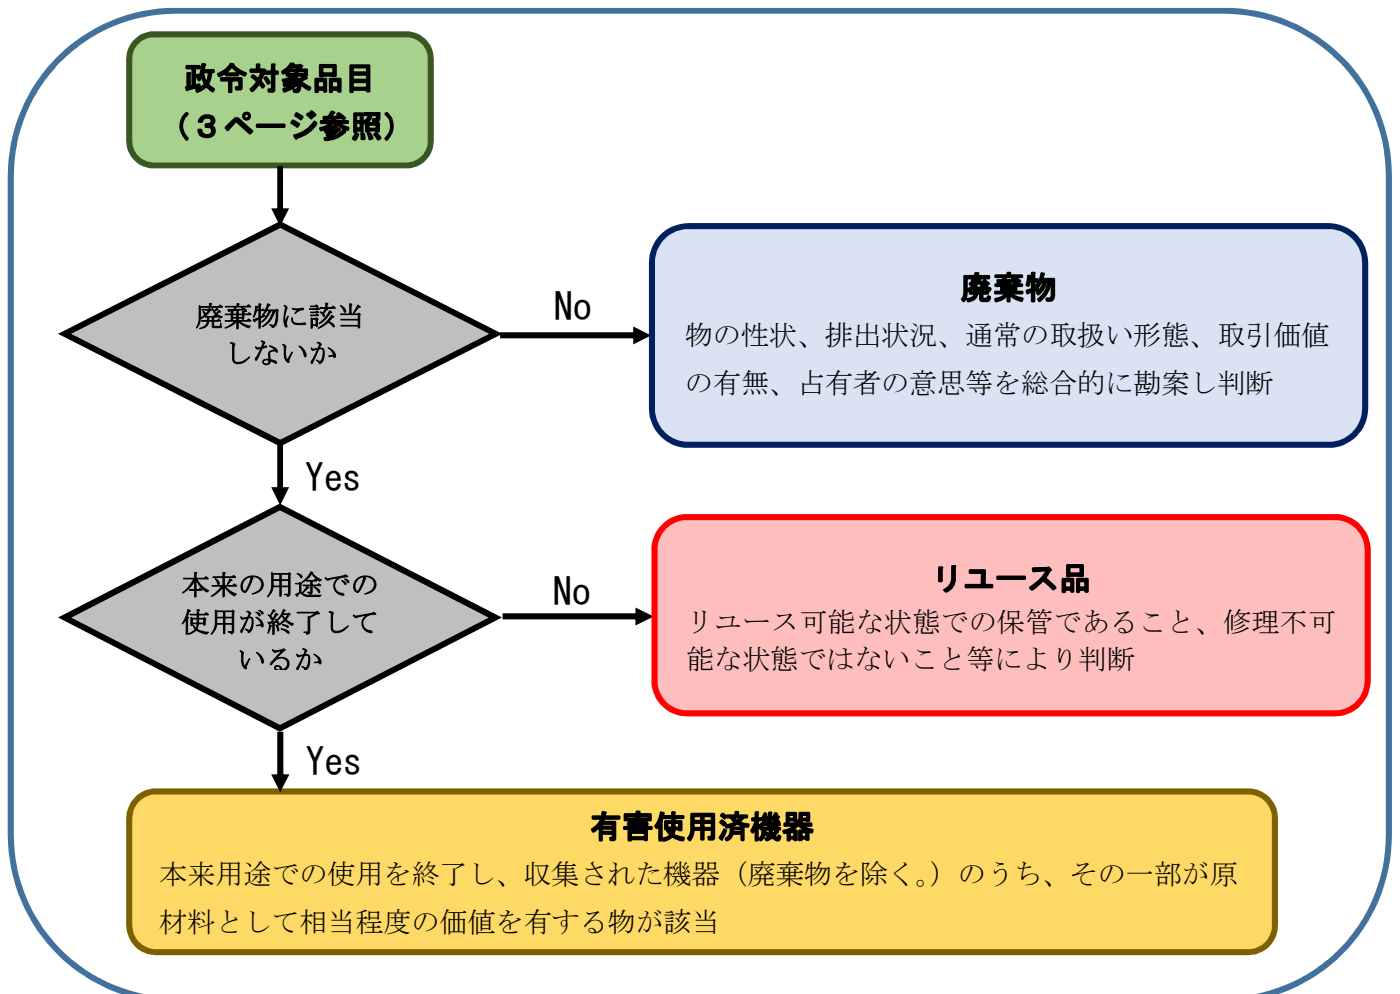 政令対象品目
（３ページ参照）
廃棄物に該当
しないか
No
廃棄物
物の性状、排出状況、通常の取扱い形態、取引価値
の有無、占有者の意思等を総合的に勘案し判断
Yes
本来の用途での
使用が終了して
いるか
No
リユース品
リユース可能な状態での保管であること、修理不可
能な状態ではないこと等により判断
Yes
有害使用済機器
本来用途での使用を終了し、収集された機器（廃棄物を除く。）のうち、その一部が原
材料として相当程度の価値を有する物が該当